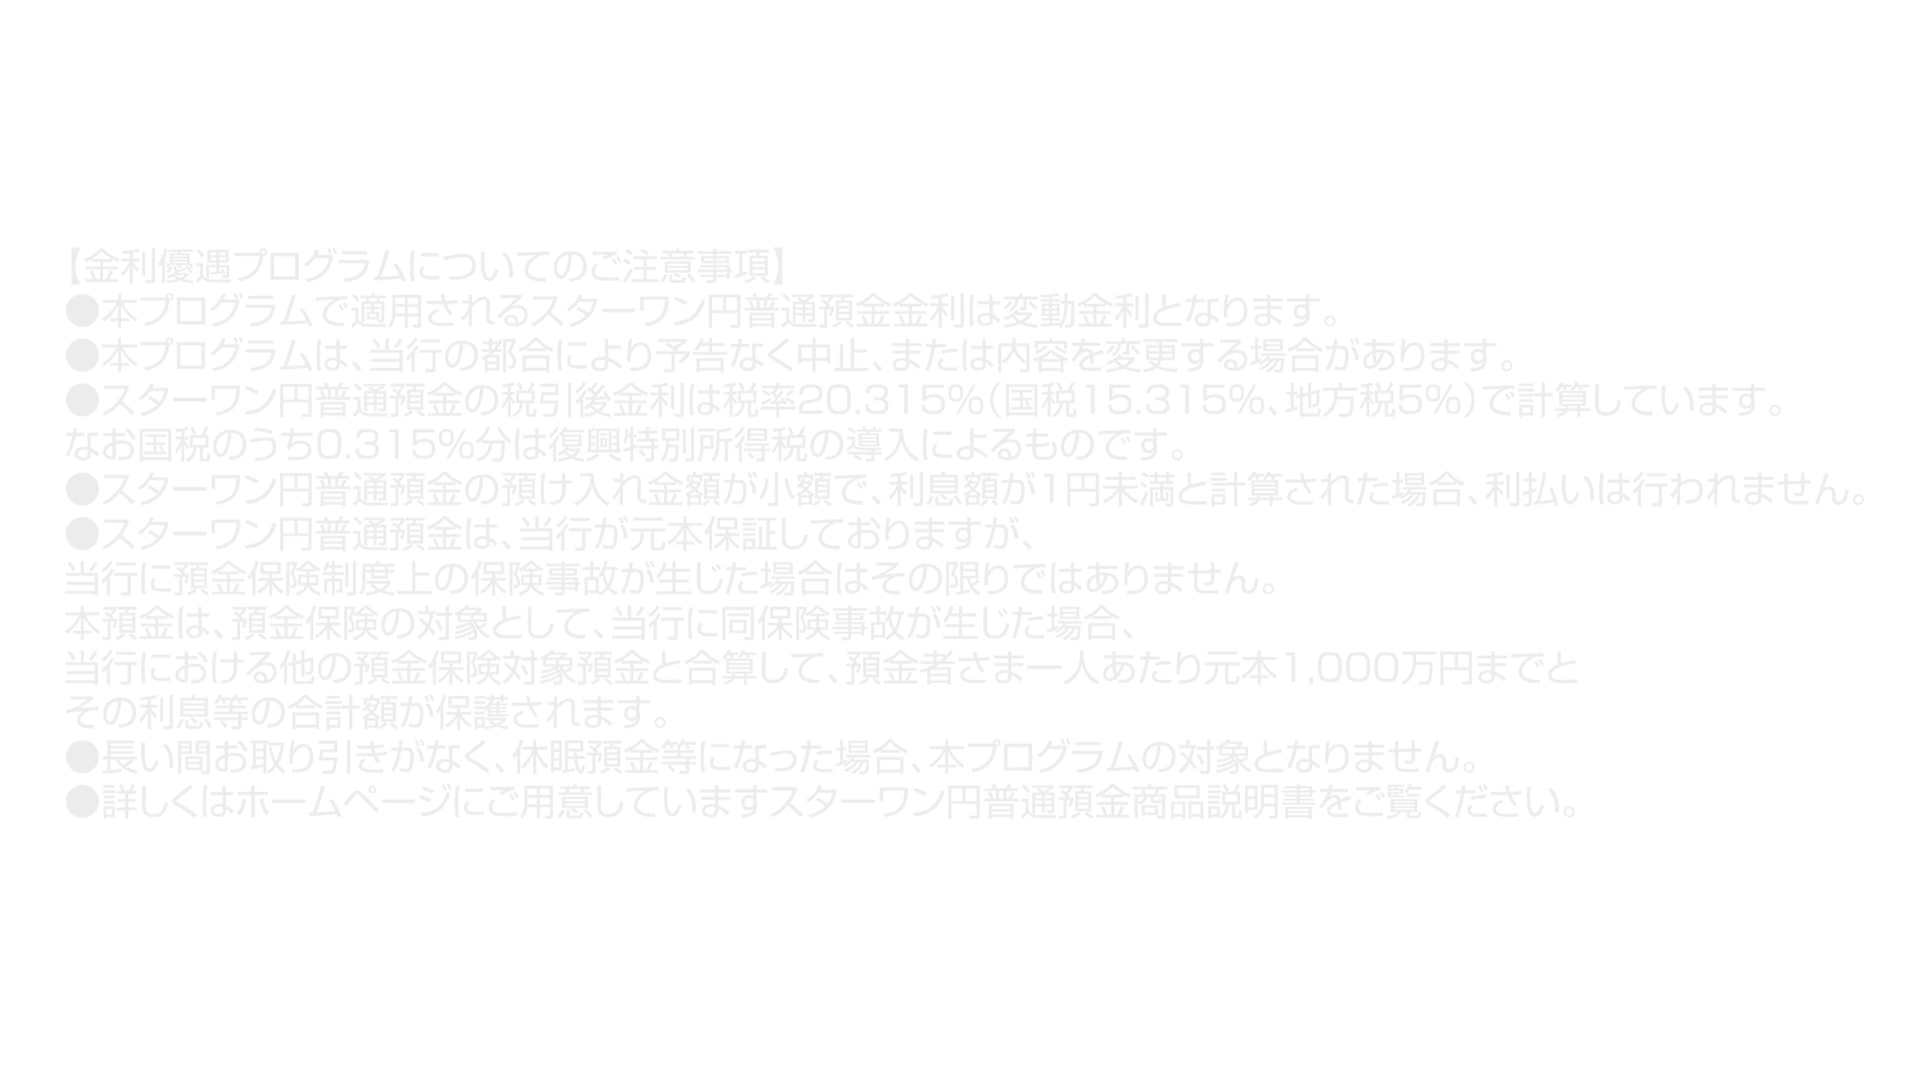 【金利優遇プログラムについてのご注意事項】
●本プログラムで適用されるスターワン円普通預金金利は変動金利となります。
●本プログラムは、当行の都合により予告なく中止、または内容を変更する場合があります。
●スターワン円普通預金の税引後金利は税率20.315%(国税15.315%、地方税5%)で計算しています。
なお国税のうち0.315%分は復興特別所得税の導入によるものです。
●スターワン円普通預金の預け入れ金額が小額で、利息額が1円未満と計算された場合、利払いは行われません。
●スターワン円普通預金は、当行が元本保証しておりますが、
当行に預金保険制度上の保険事故が生じた場合はその限りではありません。
本預金は、預金保険の対象として、当行に同保険事故が生じた場合、
当行における他の預金保険対象預金と合算して、預金者さま一人あたり元本1,000万円までと
その利息等の合計額が保護されます。
●長い間お取り引きがなく、休眠預金等になった場合、本プログラムの対象となりません。
●詳しくはホームページにご用意していますスターワン円普通預金商品説明書をご覧ください。